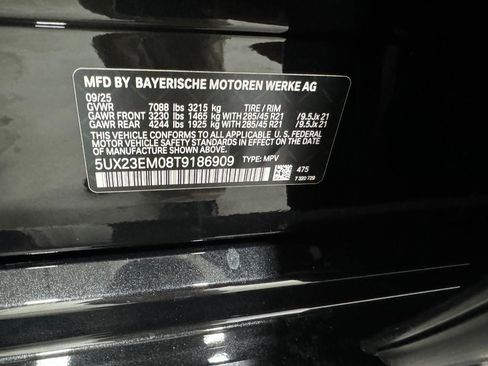 MFD BY BAYERISCHE MOTOREN WERKE AG
09/25
GVWR 7088 lbs 3215 kg TIRE / RIM
GAWR FRONT 3230 lbs 1465 kg WITH 285/45 R21 /9.5Jx 21
GAWR REAR 4244 lbs 1925 kg WITH 285/45 R21 /9.5Jx 21
THIS VEHICLE CONFORMS TO ALL APPLICABLE U. S. FEDERAL
MOTOR VEHICLE SAFETY STANDARDS IN EFFECT ON THE
DATE OF MANUFACTURE SHOWN ABOVE.
5UX23EM08T9186909 TYPE: MPV
475
7 320 729